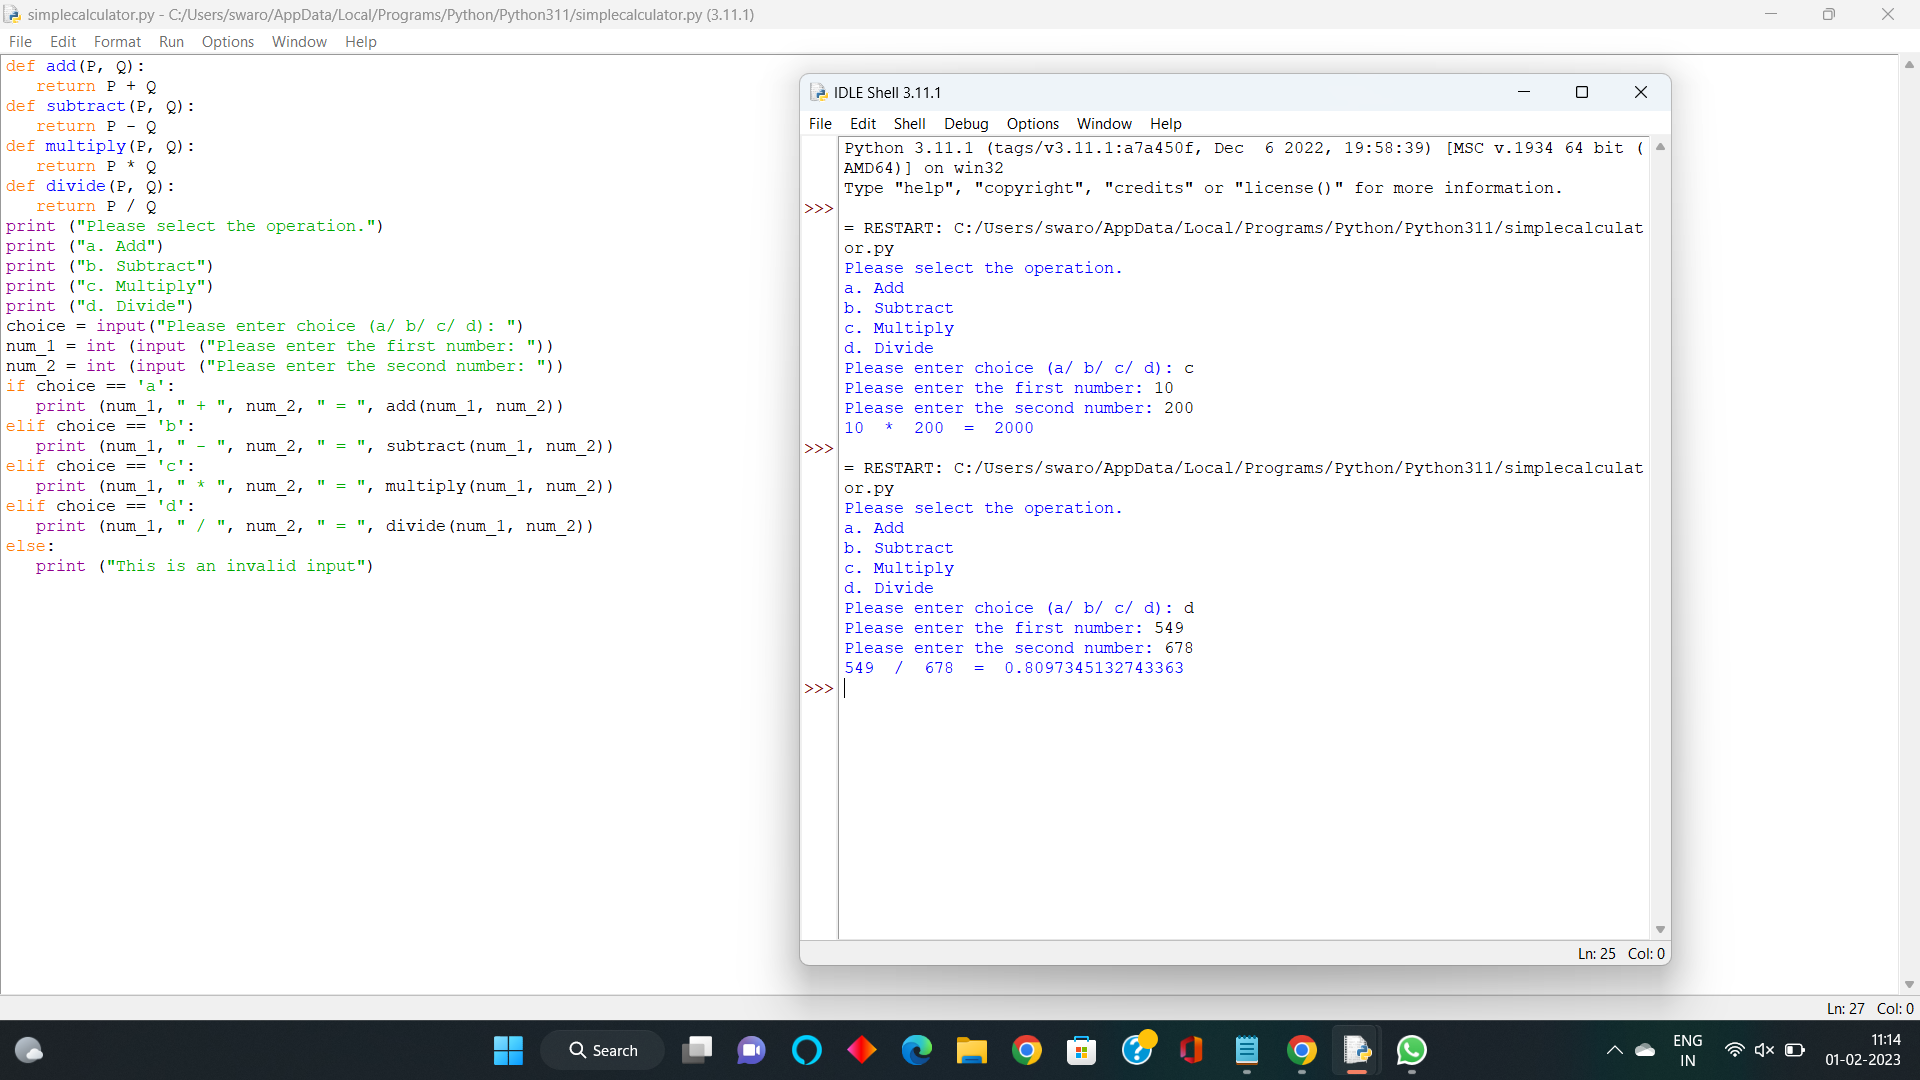 simplecalculator.py - C:/Users/swaro/AppData/Local/Programs/Python/Python311/simplecalculator.py (3.11.1)
File Edit Format Run Options Window Help
def add(P, Q):
   return P + Q
def subtract(P, Q):
   return P - Q
def multiply(P, Q):
   return P * Q
def divide(P, Q):
   return P / Q
print ("Please select the operation.")
print ("a. Add")
print ("b. Subtract")
print ("c. Multiply")
print ("d. Divide")
choice = input("Please enter choice (a/ b/ c/ d): ")
num_1 = int (input ("Please enter the first number: "))
num_2 = int (input ("Please enter the second number: "))
if choice == 'a':
   print (num_1, " + ", num_2, " = ", add(num_1, num_2))
elif choice == 'b':
   print (num_1, " - ", num_2, " = ", subtract(num_1, num_2))
elif choice == 'c':
   print (num_1, " * ", num_2, " = ", multiply(num_1, num_2))
elif choice == 'd':
   print (num_1, " / ", num_2, " = ", divide(num_1, num_2))
else:
   print ("This is an invalid input")
IDLE Shell 3.11.1
File Edit Shell Debug Options Window Help
Python 3.11.1 (tags/v3.11.1:a7a450f, Dec  6 2022, 19:58:39) [MSC v.1934 64 bit (
AMD64)] on win32
Type "help", "copyright", "credits" or "license()" for more information.
>>>
= RESTART: C:/Users/swaro/AppData/Local/Programs/Python/Python311/simplecalculat
or.py
Please select the operation.
a. Add
b. Subtract
c. Multiply
d. Divide
Please enter choice (a/ b/ c/ d): c
Please enter the first number: 10
Please enter the second number: 200
10  *  200  =  2000
>>>
= RESTART: C:/Users/swaro/AppData/Local/Programs/Python/Python311/simplecalculat
or.py
Please select the operation.
a. Add
b. Subtract
c. Multiply
d. Divide
Please enter choice (a/ b/ c/ d): d
Please enter the first number: 549
Please enter the second number: 678
549  /  678  =  0.8097345132743363
>>>
Ln: 25 Col: 0
Ln: 27 Col: 0
Search
ENG
IN
11:14
01-02-2023